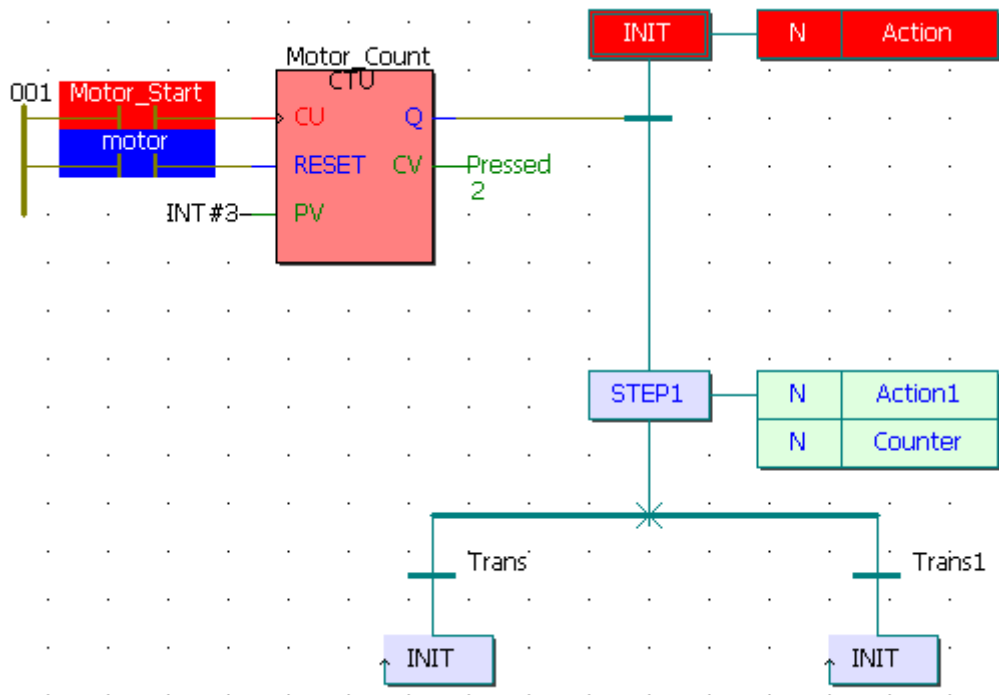 INIT
N Action
Motor_Count
CTU
001 Motor_Start
CU Q
motor
RESET CV Pressed
2
INT#3 PV
STEP1
N Action1
N Counter
Trans
Trans1
INIT
INIT